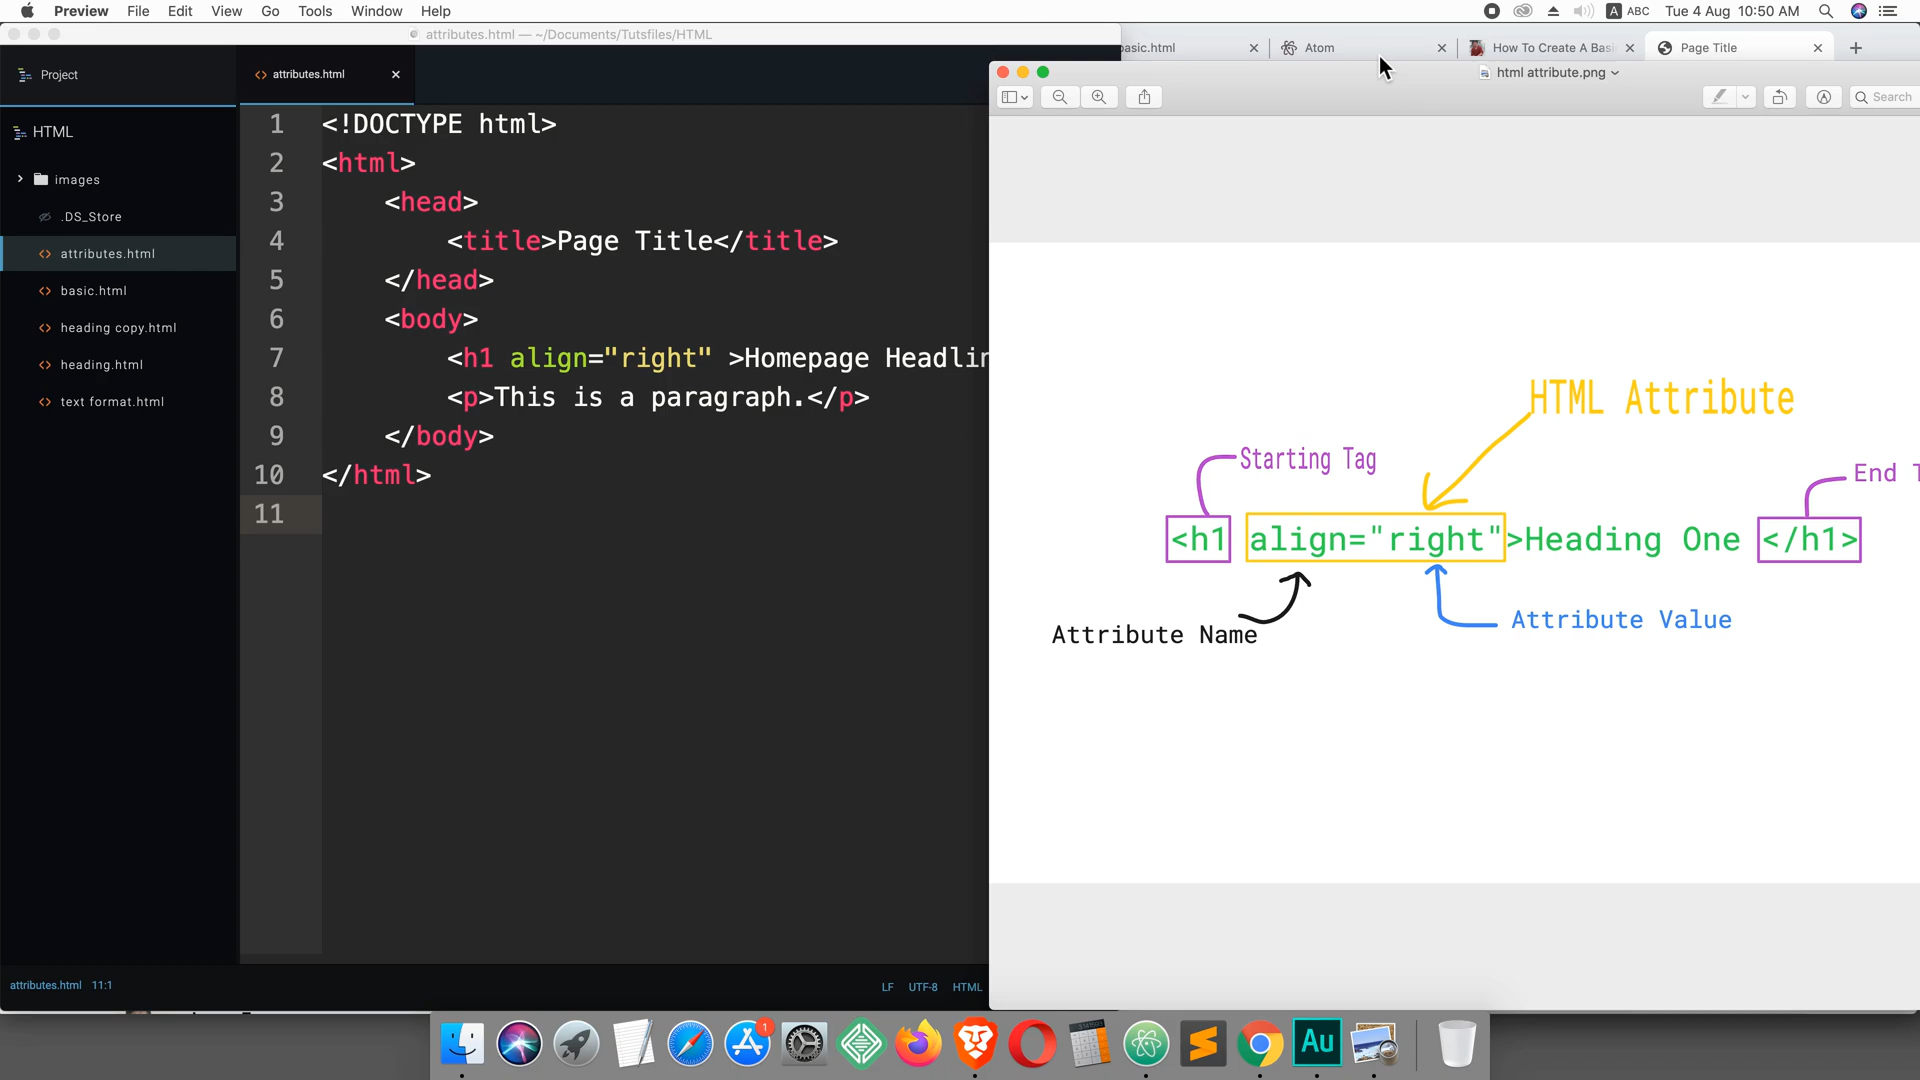 Preview File Edit View Go Tools Window Help
A ABC Tue 4 Aug 10:50 AM
attributes.html — ~/Documents/Tutsfiles/HTML
Project
attributes.html
HTML
images
.DS_Store
attributes.html
basic.html
heading copy.html
heading.html
text format.html
1 <!DOCTYPE html>
2 <html>
3 <head>
4 <title>Page Title</title>
5 </head>
6 <body>
7 <h1 align="right" >Homepage Headlin
8 <p>This is a paragraph.</p>
9 </body>
10 </html>
11
attributes.html 11:1
LF UTF-8 HTML
basic.html
Atom
How To Create A Basi
Page Title
html attribute.png
Search
HTML Attribute
Starting Tag
End T
<h1 align="right">Heading One </h1>
Attribute Name
Attribute Value
1
Au